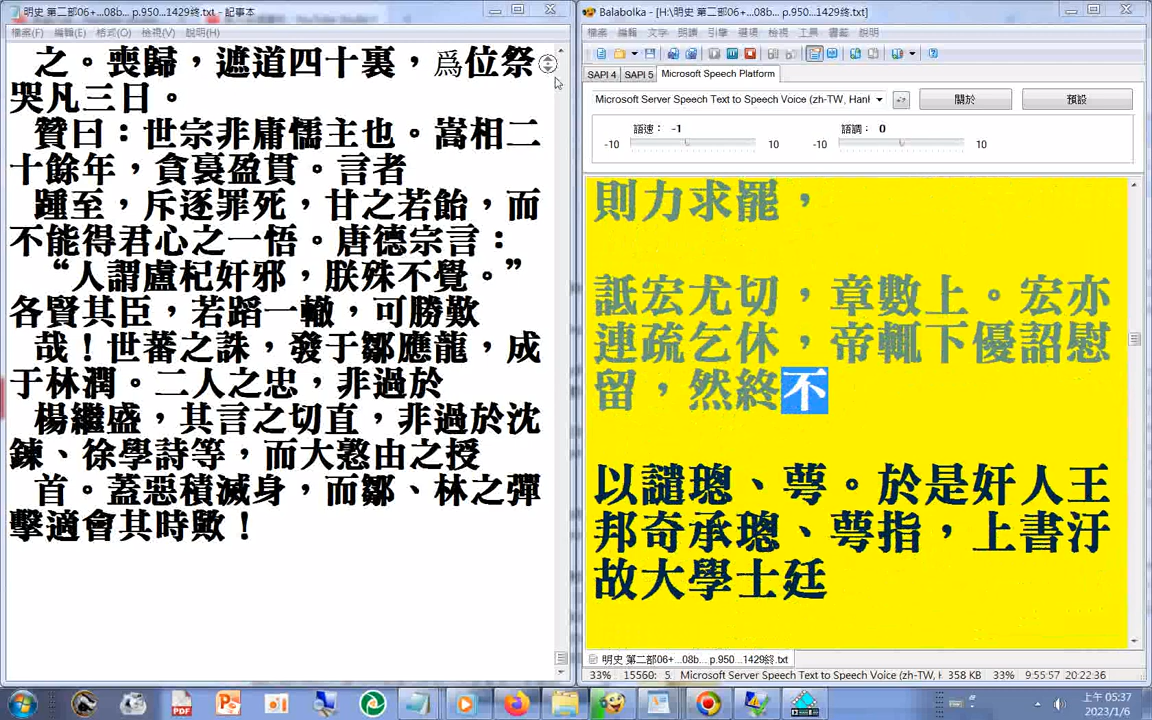 明史 第二部06+...08b... p.950...1429终.txt - 記事本
檔案(F) 編輯(E) 格式(O) 檢視(V) 說明(H)
之。喪歸，遮道四十裏，爲位祭
哭凡三日。
贊曰：世宗非庸懦主也。嵩相二
十餘年，貪婪盈貫。言者
踵至，斥逐罪死，甘之若飴，而
不能得君心之一悟。唐德宗言：
“人謂盧杞奸邪，朕殊不覺。”
各賢其臣，若蹈一轍，可勝歎
哉！世蕃之誅，發于鄒應龍，成
于林潤。二人之忠，非過於
楊繼盛，其言之切直，非過於沈
鍊、徐學詩等，而大憝由之授
首。蓋惡積滅身，而鄒、林之彈
擊適會其時歟！
Balabolka - [H:\明史 第二部06+...08b... p.950...1429终.txt]
檔案 編輯 文字 朗讀 引擎 選項 檢視 工具 書籤 說明
SAPI 4 SAPI 5 Microsoft Speech Platform
Microsoft Server Speech Text to Speech Voice (zh-TW, Hanl 關於 預設
語速： -1 語調： 0
-10 10 -10 10
則力求罷，
詆宏尤切，章數上。宏亦
連疏乞休，帝輒下優詔慰
留，然終不
以譴璁、萼。於是奸人王
邦奇承璁、萼指，上書汙
故大學士廷
明史 第二部06+...08b... p.950...1429終.txt
33% 15560: 5 Microsoft Server Speech Text to Speech Voice (zh-TW, H 358 KB 33% 9:55:57 20:22:36
上午 05:37
2023/1/6